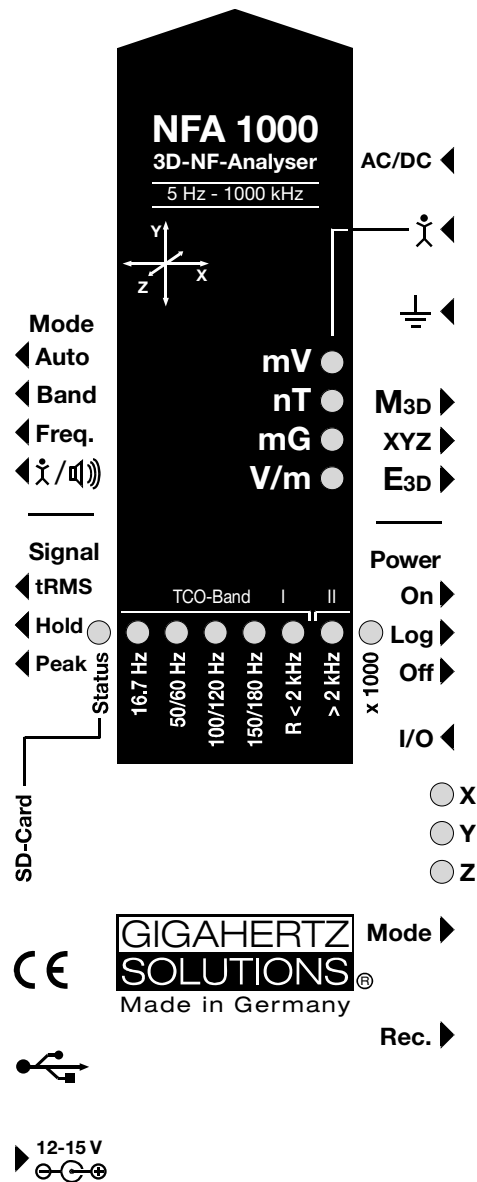 NFA 1000
3D-NF-Analyser
5 Hz - 1000 kHz
Y
X
Z
AC/DC
Mode
Auto
Band
Freq.
/
mV
nT
mG
V/m
M3D
XYZ
E3D
Signal
tRMS
Hold
Peak
Status
SD-Card
TCO-Band I II
16.7 Hz
50/60 Hz
100/120 Hz
150/180 Hz
R < 2 kHz
> 2 kHz
x 1000
Power
On
Log
Off
I/O
X
Y
Z
Mode
Rec.
GIGAHERTZ
SOLUTIONS ®
Made in Germany
CE
12-15 V